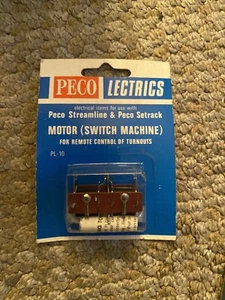 PECO LECTRICS
electrical items for use with
Peco Streamline & Peco Setrack
MOTOR (SWITCH MACHINE)
FOR REMOTE CONTROL OF TURNOUTS
PL-10